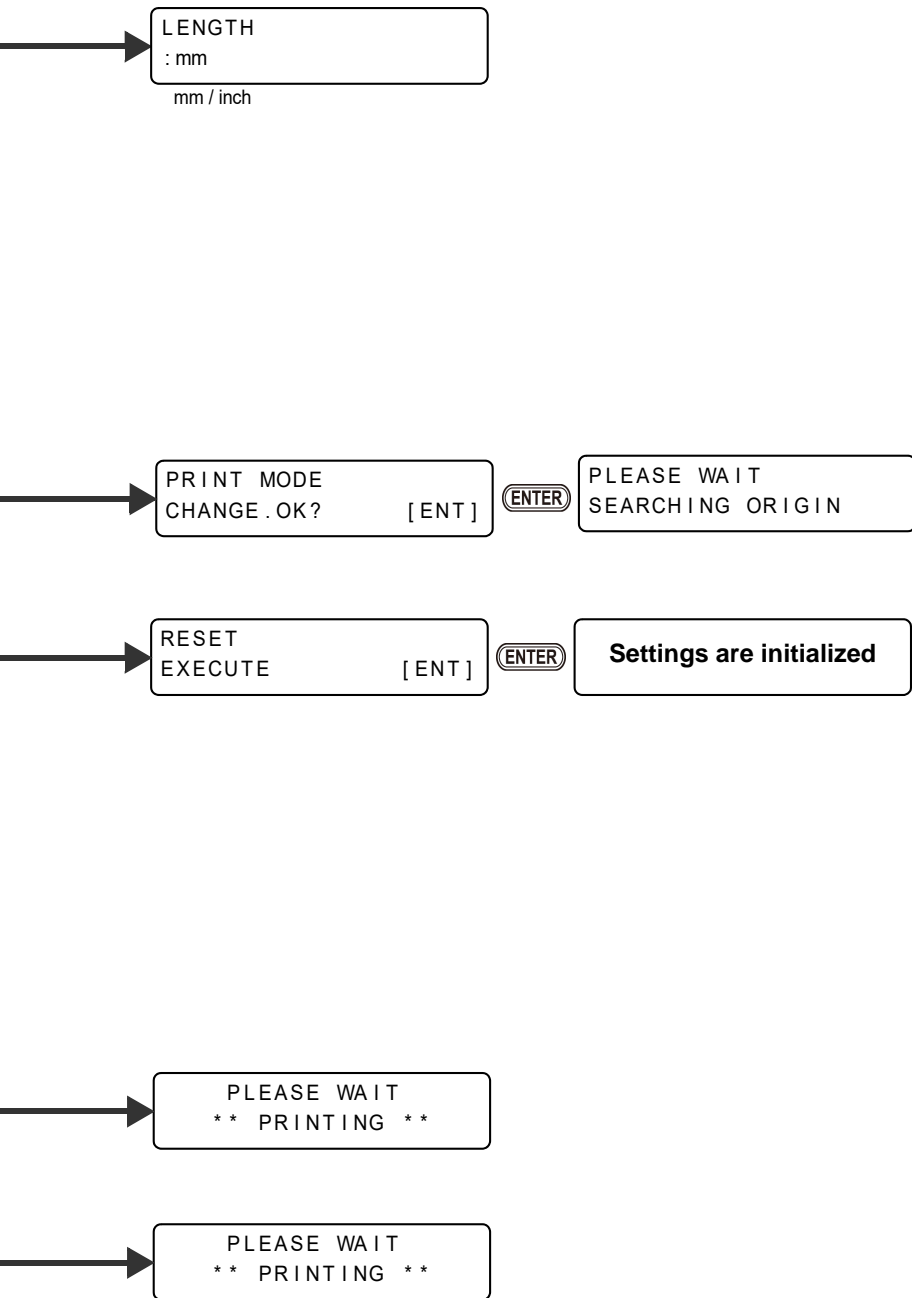 LENGTH
: mm
mm / inch
PRINT MODE
CHANGE.OK? [ENT]
ENTER
PLEASE WAIT
SEARCHING ORIGIN
RESET
EXECUTE [ENT]
ENTER
Settings are initialized
PLEASE WAIT
** PRINTING **
PLEASE WAIT
** PRINTING **